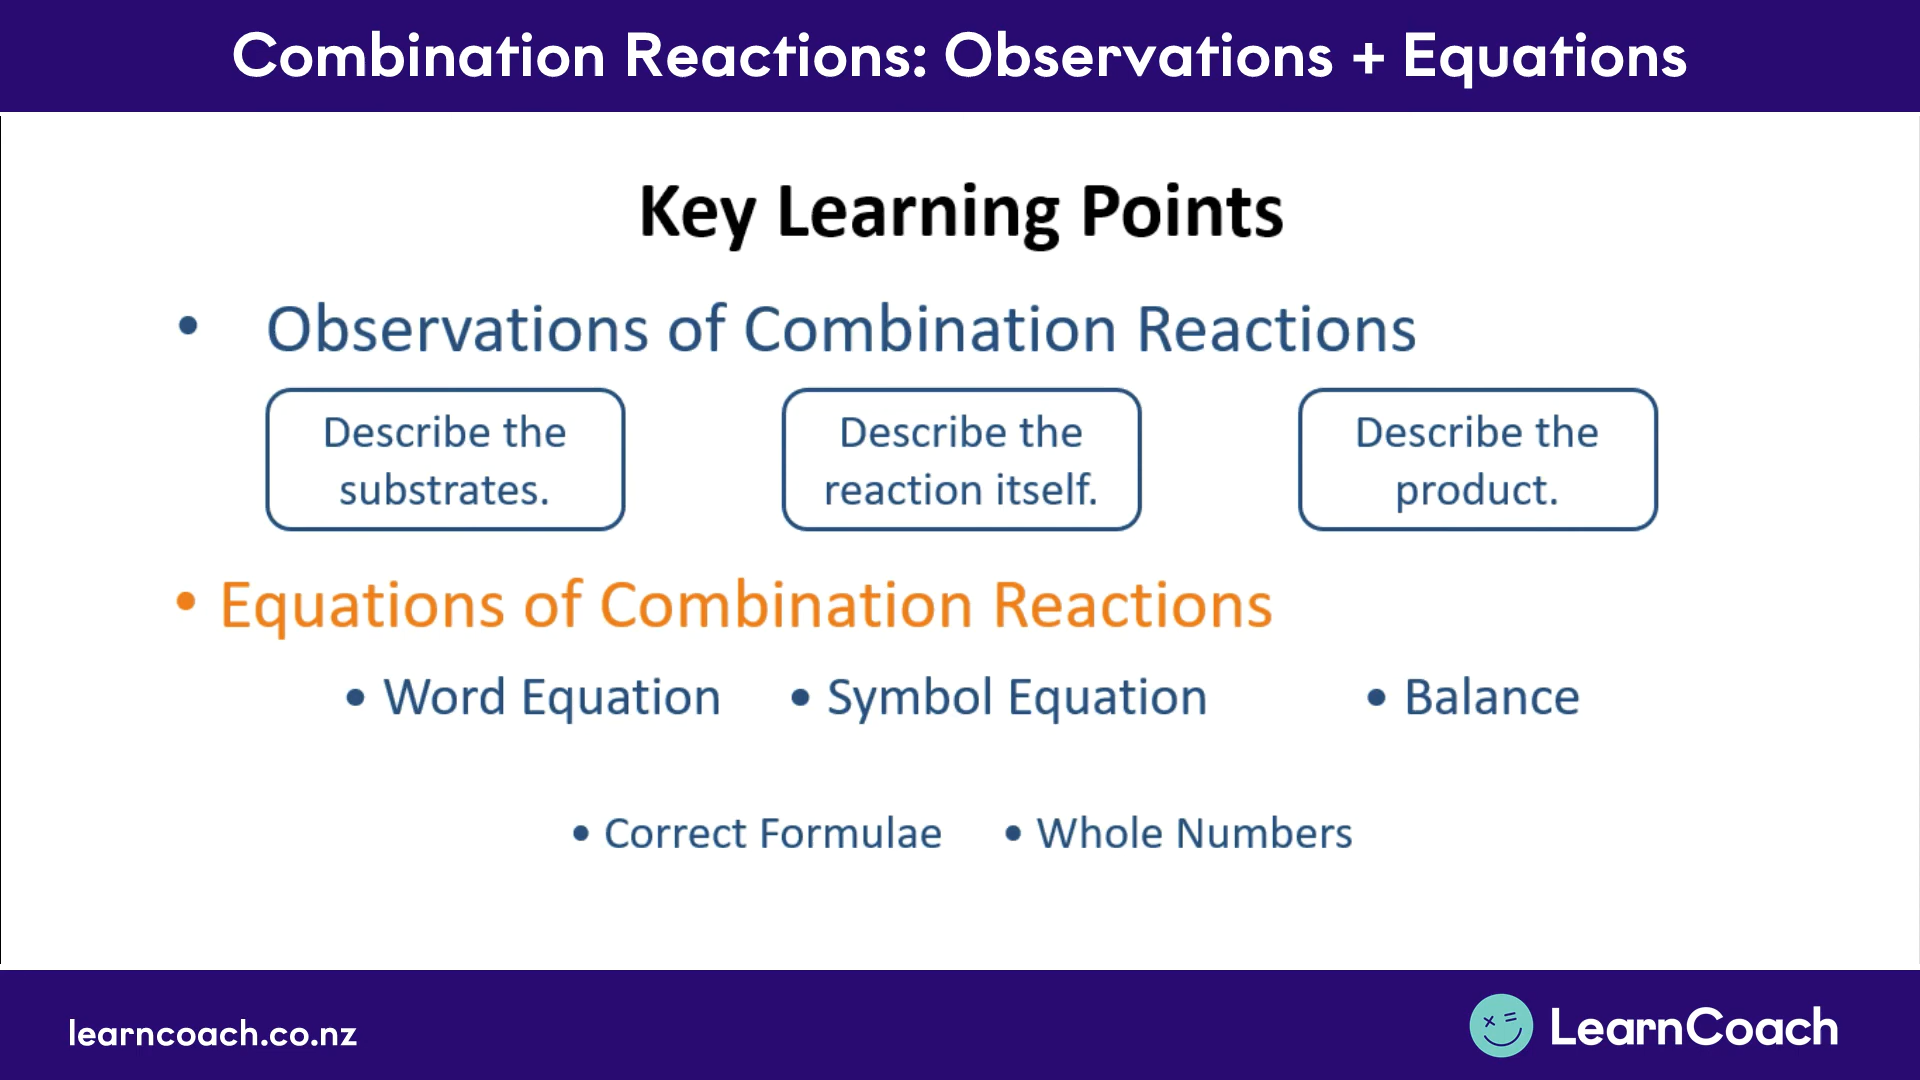 Combination Reactions: Observations + Equations
Key Learning Points
• Observations of Combination Reactions
Describe the
substrates.
Describe the
reaction itself.
Describe the
product.
• Equations of Combination Reactions
• Word Equation • Symbol Equation • Balance
• Correct Formulae • Whole Numbers
learncoach.co.nz
LearnCoach